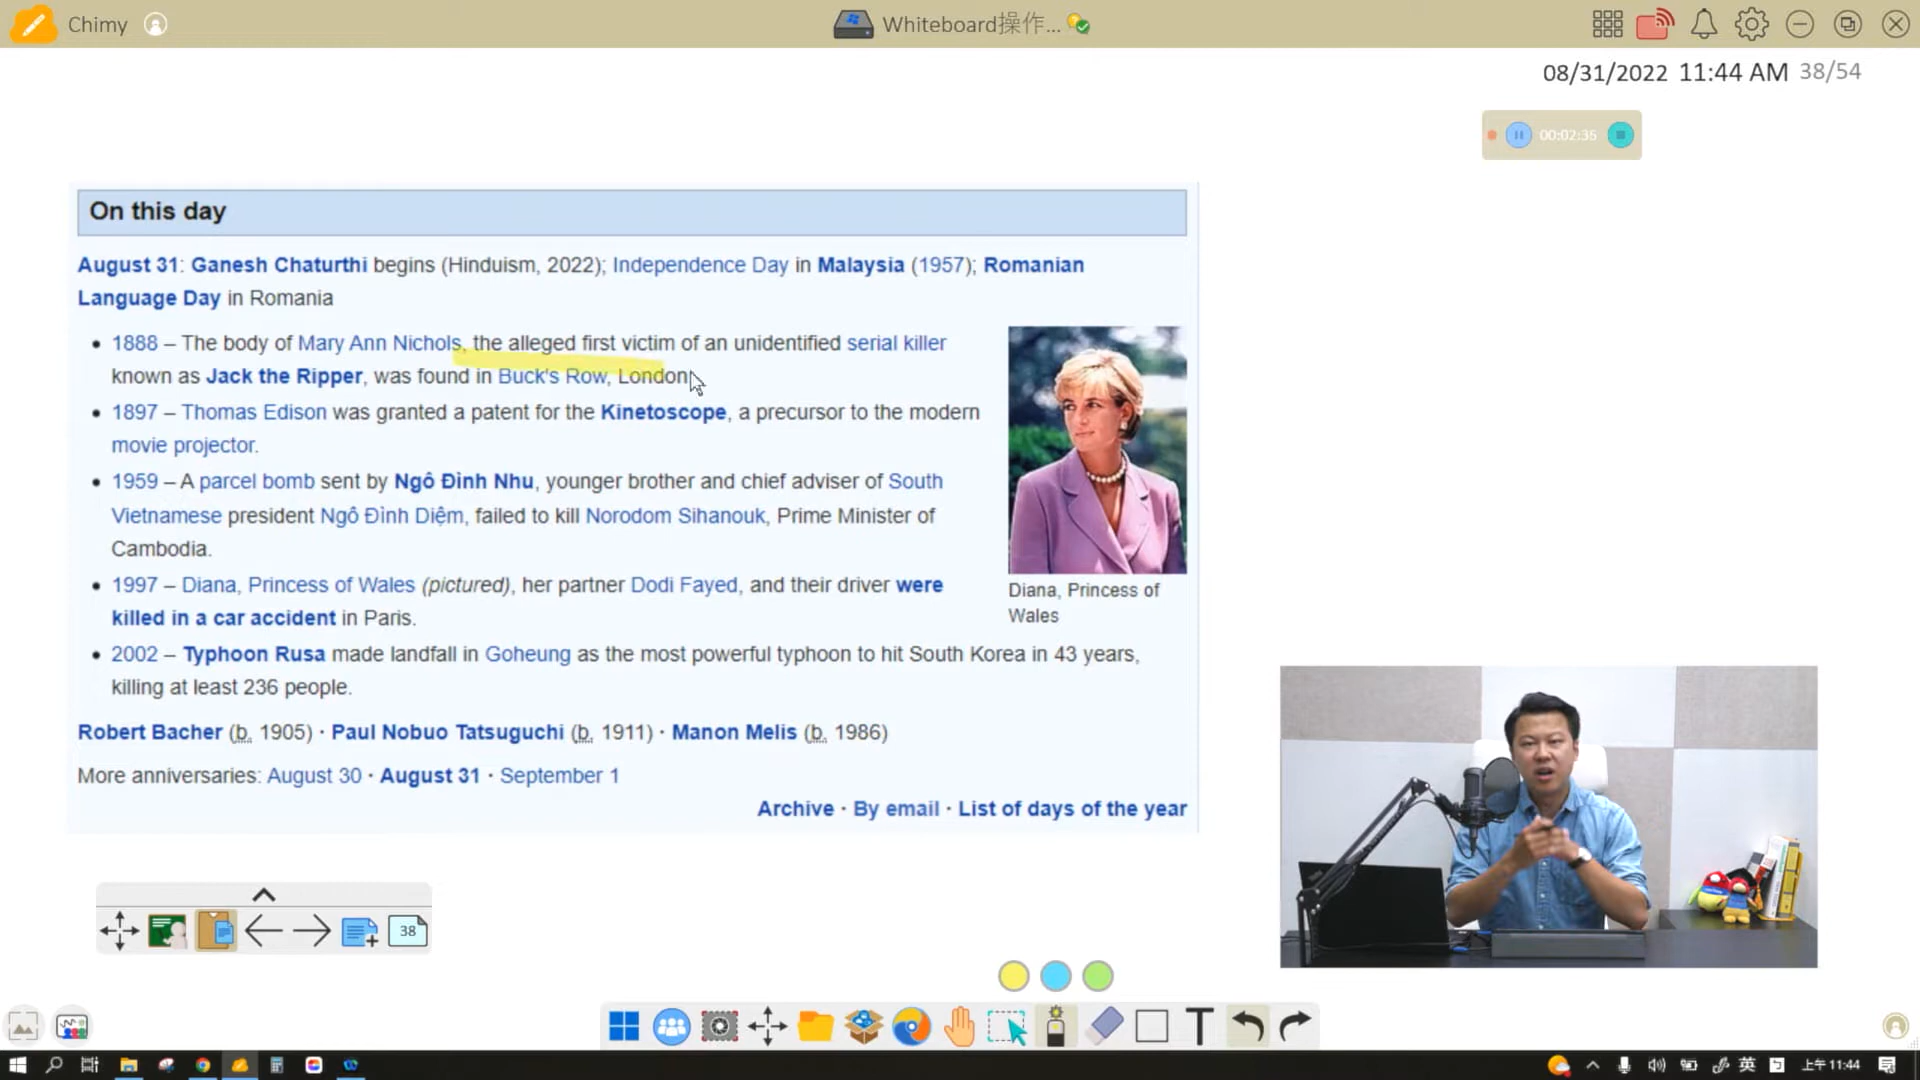 Chimy
Whiteboard操作...
08/31/2022 11:44 AM 38/54
00:02:36
On this day
August 31: Ganesh Chaturthi begins (Hinduism, 2022); Independence Day in Malaysia (1957); Romanian
Language Day in Romania
1888 – The body of Mary Ann Nichols, the alleged first victim of an unidentified serial killer
known as Jack the Ripper, was found in Buck's Row, London.
1897 – Thomas Edison was granted a patent for the Kinetoscope, a precursor to the modern
movie projector.
1959 – A parcel bomb sent by Ngô Đình Nhu, younger brother and chief adviser of South
Vietnamese president Ngô Đình Diệm, failed to kill Norodom Sihanouk, Prime Minister of
Cambodia.
1997 – Diana, Princess of Wales (pictured), her partner Dodi Fayed, and their driver were
killed in a car accident in Paris.
Diana, Princess of
Wales
2002 – Typhoon Rusa made landfall in Goheung as the most powerful typhoon to hit South Korea in 43 years,
killing at least 236 people.
Robert Bacher (b. 1905) · Paul Nobuo Tatsuguchi (b. 1911) · Manon Melis (b. 1986)
More anniversaries: August 30 · August 31 · September 1
Archive · By email · List of days of the year
38
T
英
上午 11:44